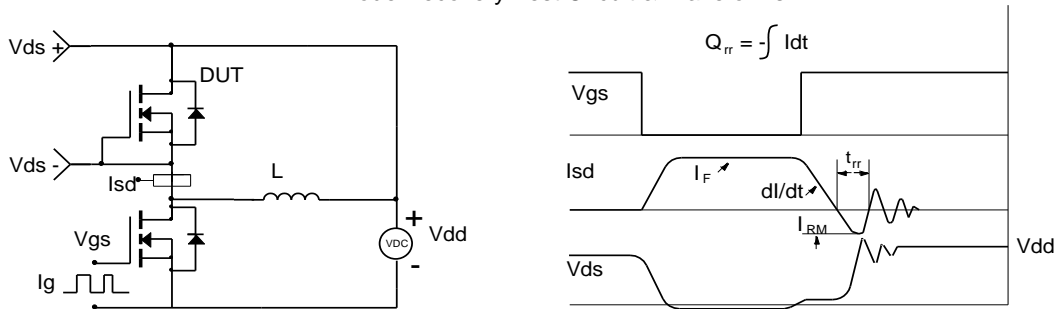 Vds +
DUT
Vds -
Isd
L
Vgs
Ig
VDC
+
-
Vdd
Qrr = -∫ Idt
Vgs
Isd
IF
dI/dt
trr
IRM
Vds
Vdd